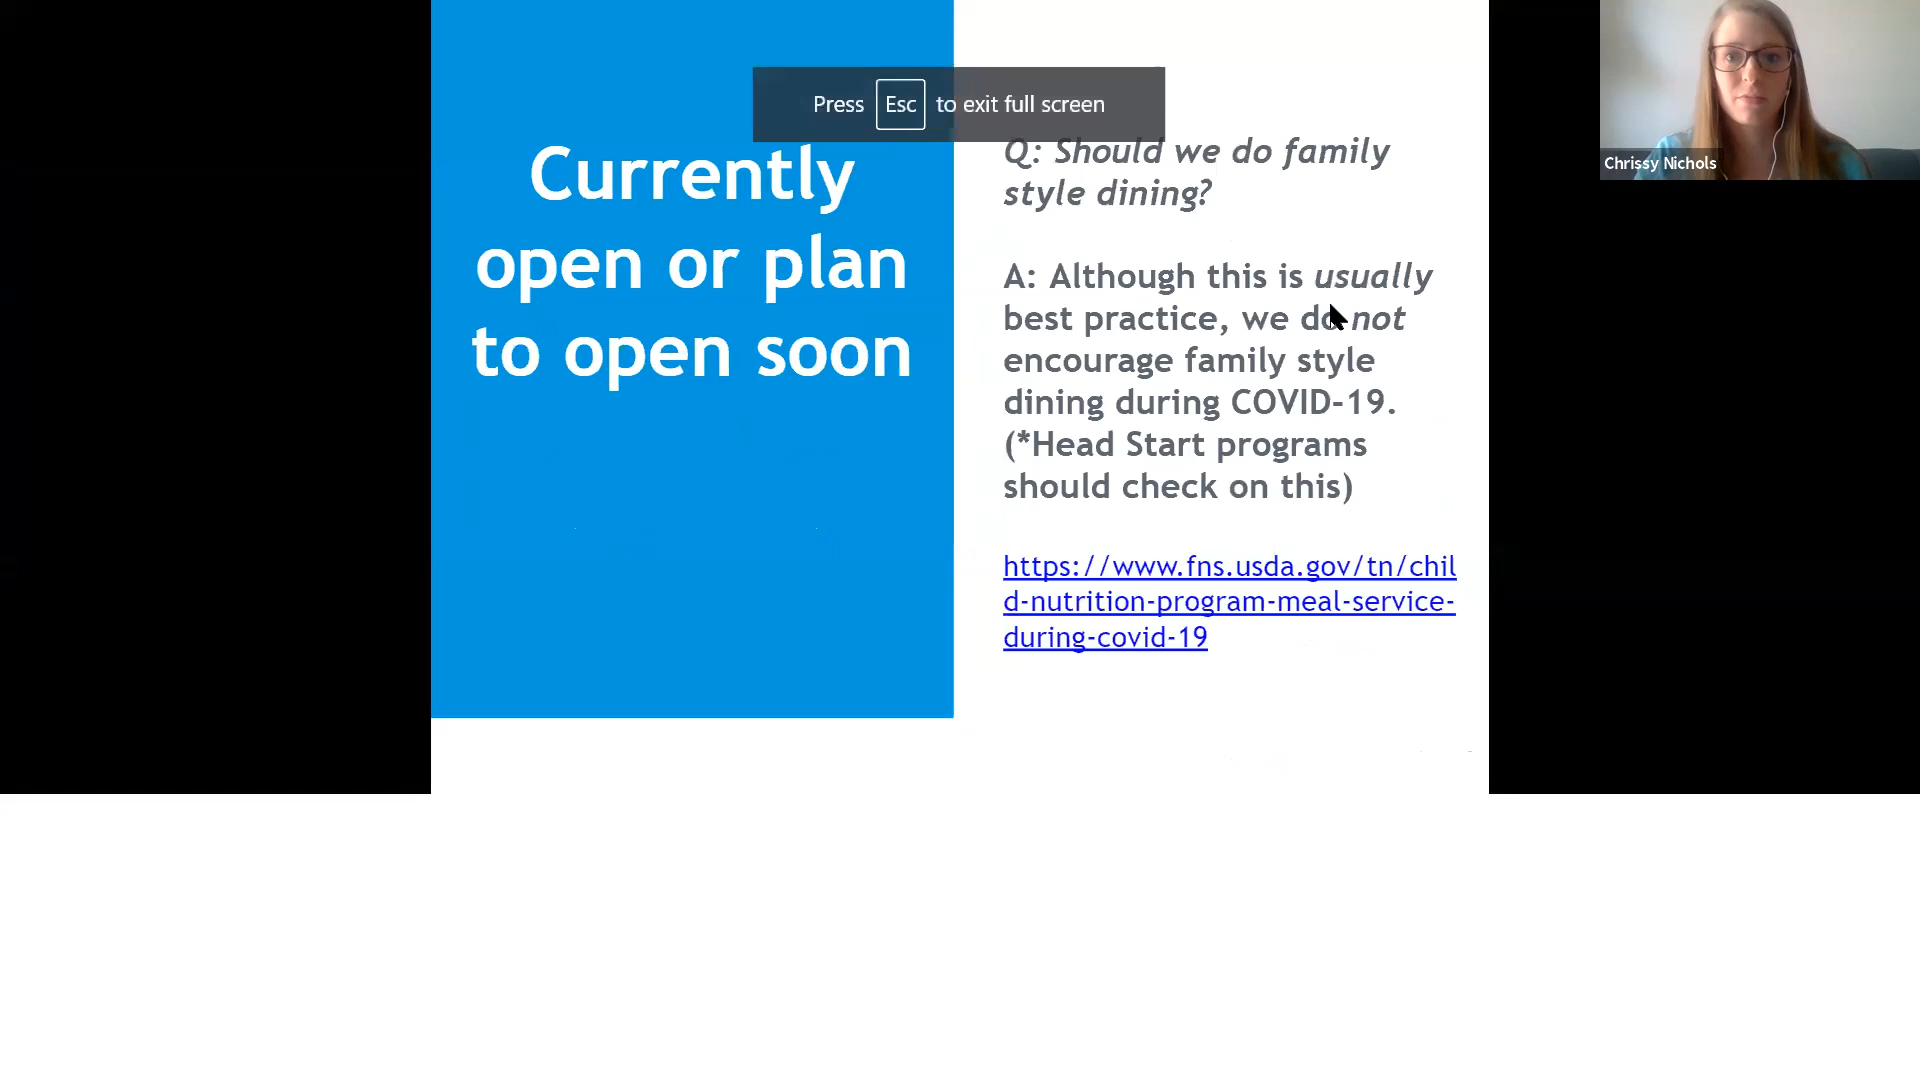 Press Esc to exit full screen
Currently
open or plan
to open soon
Q: Should we do family
style dining?
A: Although this is usually
best practice, we do not
encourage family style
dining during COVID-19.
(*Head Start programs
should check on this)
https://www.fns.usda.gov/tn/chil
d-nutrition-program-meal-service-
during-covid-19
Chrissy Nichols